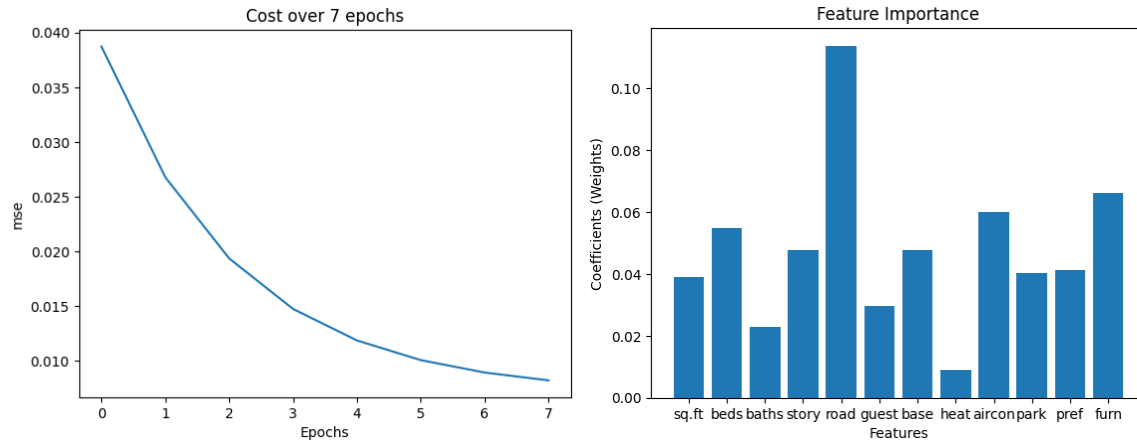 Cost over 7 epochs
0.040
0.035
0.030
0.025
0.020
0.015
0.010
mse
0 1 2 3 4 5 6 7
Epochs
Feature Importance
0.10
0.08
0.06
0.04
0.02
0.00
Coefficients (Weights)
sq.ft beds baths story road guest base heat aircon park pref furn
Features